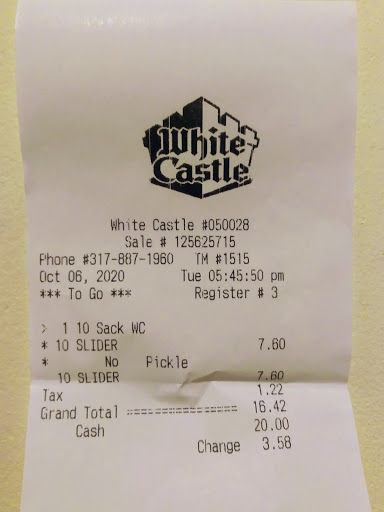 White
Castle
White Castle #050028
Sale # 125625715
Phone #317-887-1960 TM #1515
Oct 06, 2020 Tue 05:45:50 pm
*** To Go *** Register # 3
> 1 10 Sack WC
* 10 SLIDER 7.60
* No Pickle
10 SLIDER 7.60
Tax 1.22
Grand Total ================ 16.42
Cash 20.00
Change 3.58